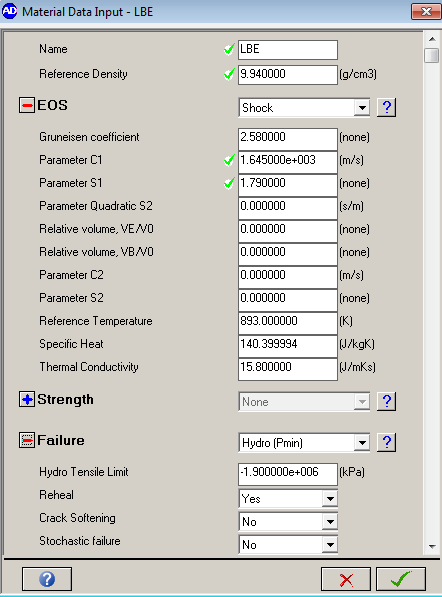 AD Material Data Input - LBE
Name LBE
Reference Density 9.940000 (g/cm3)
EOS Shock ?
Gruneisen coefficient 2.580000 (none)
Parameter C1 1.645000e+003 (m/s)
Parameter S1 1.790000 (none)
Parameter Quadratic S2 0.000000 (s/m)
Relative volume, VE/V0 0.000000 (none)
Relative volume, VB/V0 0.000000 (none)
Parameter C2 0.000000 (m/s)
Parameter S2 0.000000 (none)
Reference Temperature 893.000000 (K)
Specific Heat 140.399994 (J/kgK)
Thermal Conductivity 15.800000 (J/mKs)
Strength None ?
Failure Hydro (Pmin) ?
Hydro Tensile Limit -1.900000e+006 (kPa)
Reheal Yes
Crack Softening No
Stochastic failure No
?